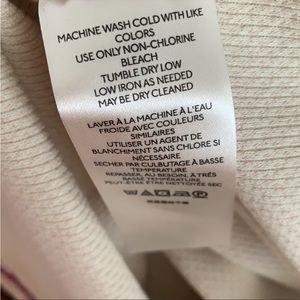 MACHINE WASH COLD WITH LIKE
COLORS
USE ONLY NON-CHLORINE
BLEACH
TUMBLE DRY LOW
LOW IRON AS NEEDED
MAY BE DRY CLEANED
LAVER À LA MACHINE À L'EAU
FROIDE AVEC COULEURS
SIMILAIRES
UTILISER UN AGENT DE
BLANCHIMENT SANS CHLORE SI
NÉCESSAIRE
SECHER PAR CULBUTAGE À BASSE
TEMPÉRATURE
REPASSER, AU BESOIN, À TRÈS
BASSE TEMPÉRATURE
PEUT-ÊTRE ÊTRE NETTOYÉE SEC